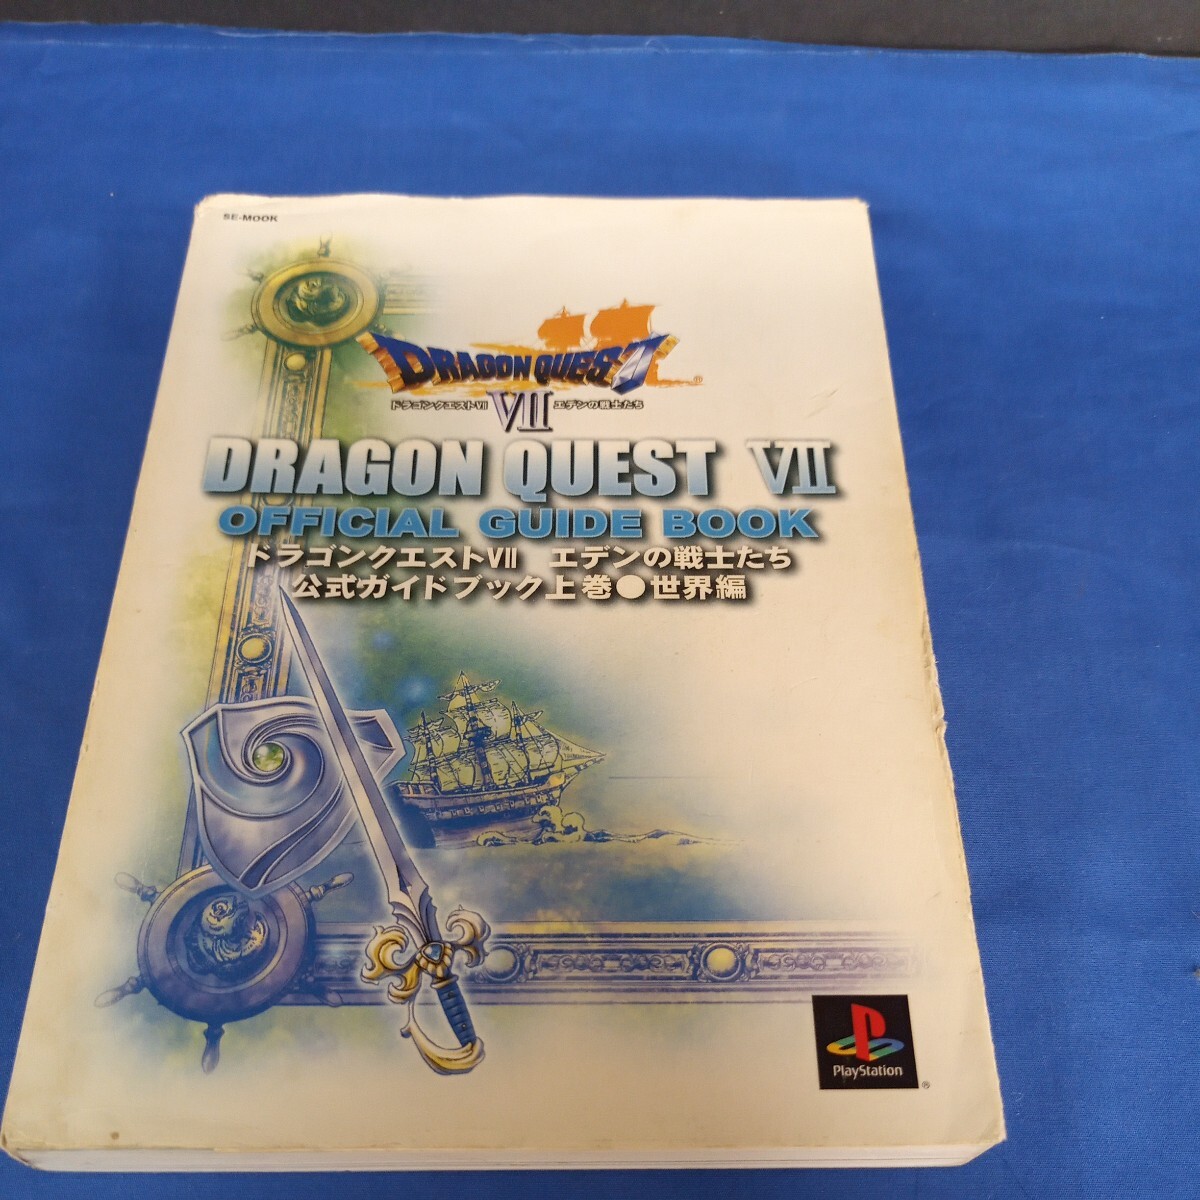 SE-MOOK
DRAGON QUEST
®
ドラゴンクエストVII VII エデンの戦士たち
DRAGON QUEST VII
OFFICIAL GUIDE BOOK
ドラゴンクエストVII エデンの戦士たち
公式ガイドブック上巻●世界編
PlayStation
®